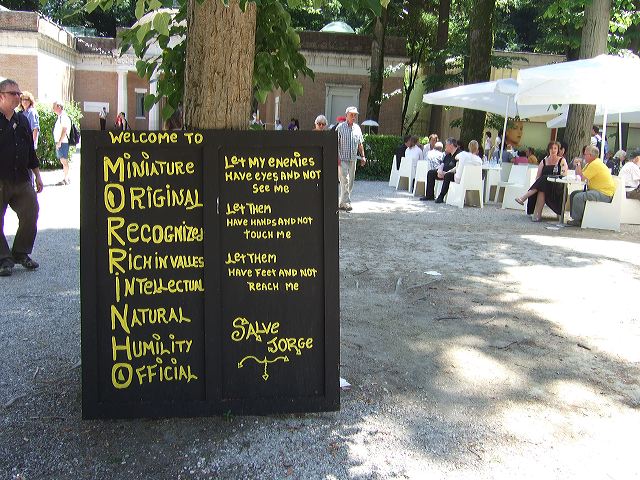 WELCOME TO
MINIATURE
ORIGINAL
RECOGNIZED
RICH IN VALLES
INTELLECTUAL
NATURAL
HUMILITY
OFFICIAL
LET MY ENEMIES
HAVE EYES AND NOT
SEE ME
LET THEM
HAVE HANDS AND NOT
TOUCH ME
LET THEM
HAVE FEET AND NOT
REACH ME
SALVE
JORGE